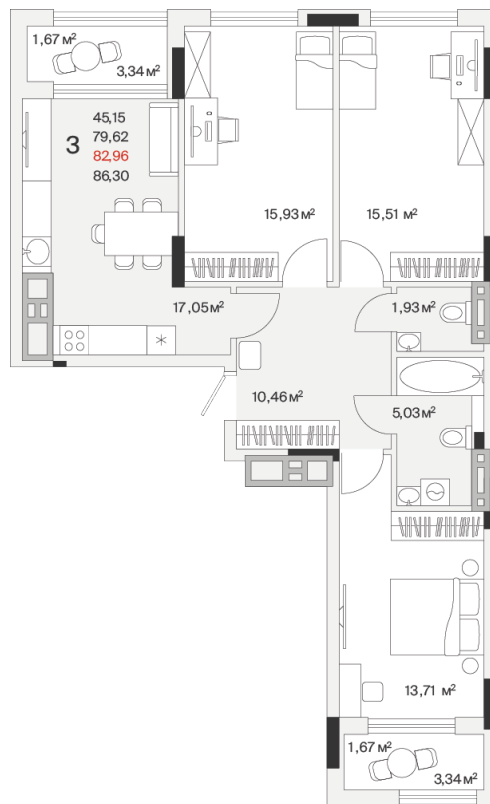 1,67 м²
3,34 м²
3
45,15
79,62
82,96
86,30
15,93 м²
15,51 м²
17,05 м²
1,93 м²
10,46 м²
5,03 м²
13,71 м²
1,67 м²
3,34 м²